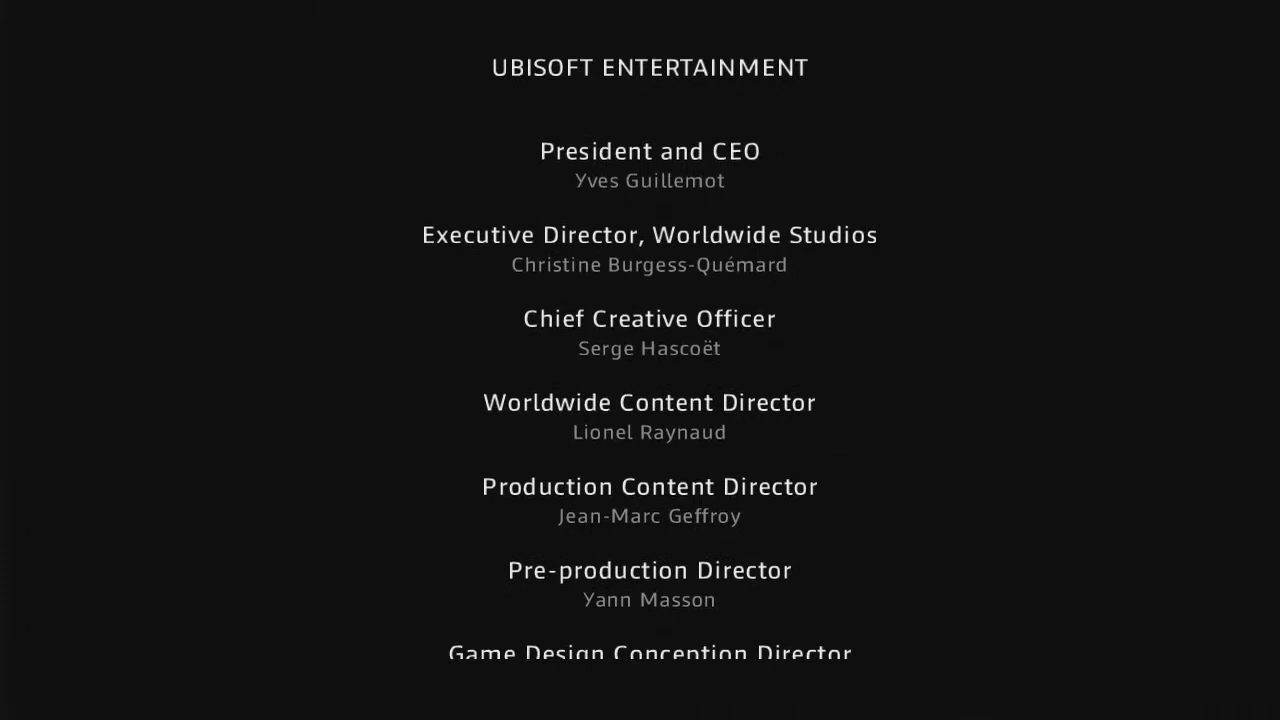 UBISOFT ENTERTAINMENT
President and CEO
Yves Guillemot
Executive Director, Worldwide Studios
Christine Burgess-Quémard
Chief Creative Officer
Serge Hascoët
Worldwide Content Director
Lionel Raynaud
Production Content Director
Jean-Marc Geffroy
Pre-production Director
Yann Masson
Game Design Conception Director